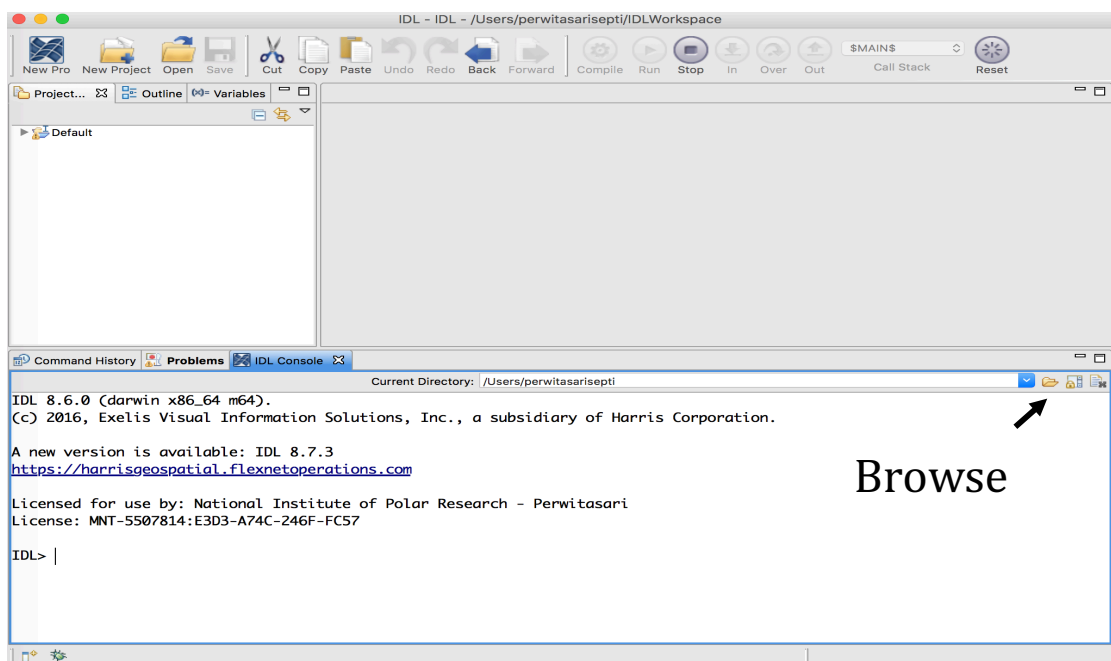 IDL - IDL - /Users/perwitasarisepti/IDLWorkspace
New Pro New Project Open Save Cut Copy Paste Undo Redo Back Forward Compile Run Stop In Over Out $MAIN$ Call Stack Reset
Project... Outline (x)= Variables
Default
Command History Problems IDL Console
Current Directory: /Users/perwitasarisepti
IDL 8.6.0 (darwin x86_64 m64).
(c) 2016, Exelis Visual Information Solutions, Inc., a subsidiary of Harris Corporation.
A new version is available: IDL 8.7.3
https://harrisgeospatial.flexnetoperations.com
Browse
Licensed for use by: National Institute of Polar Research - Perwitasari
License: MNT-5507814:E3D3-A74C-246F-FC57
IDL>